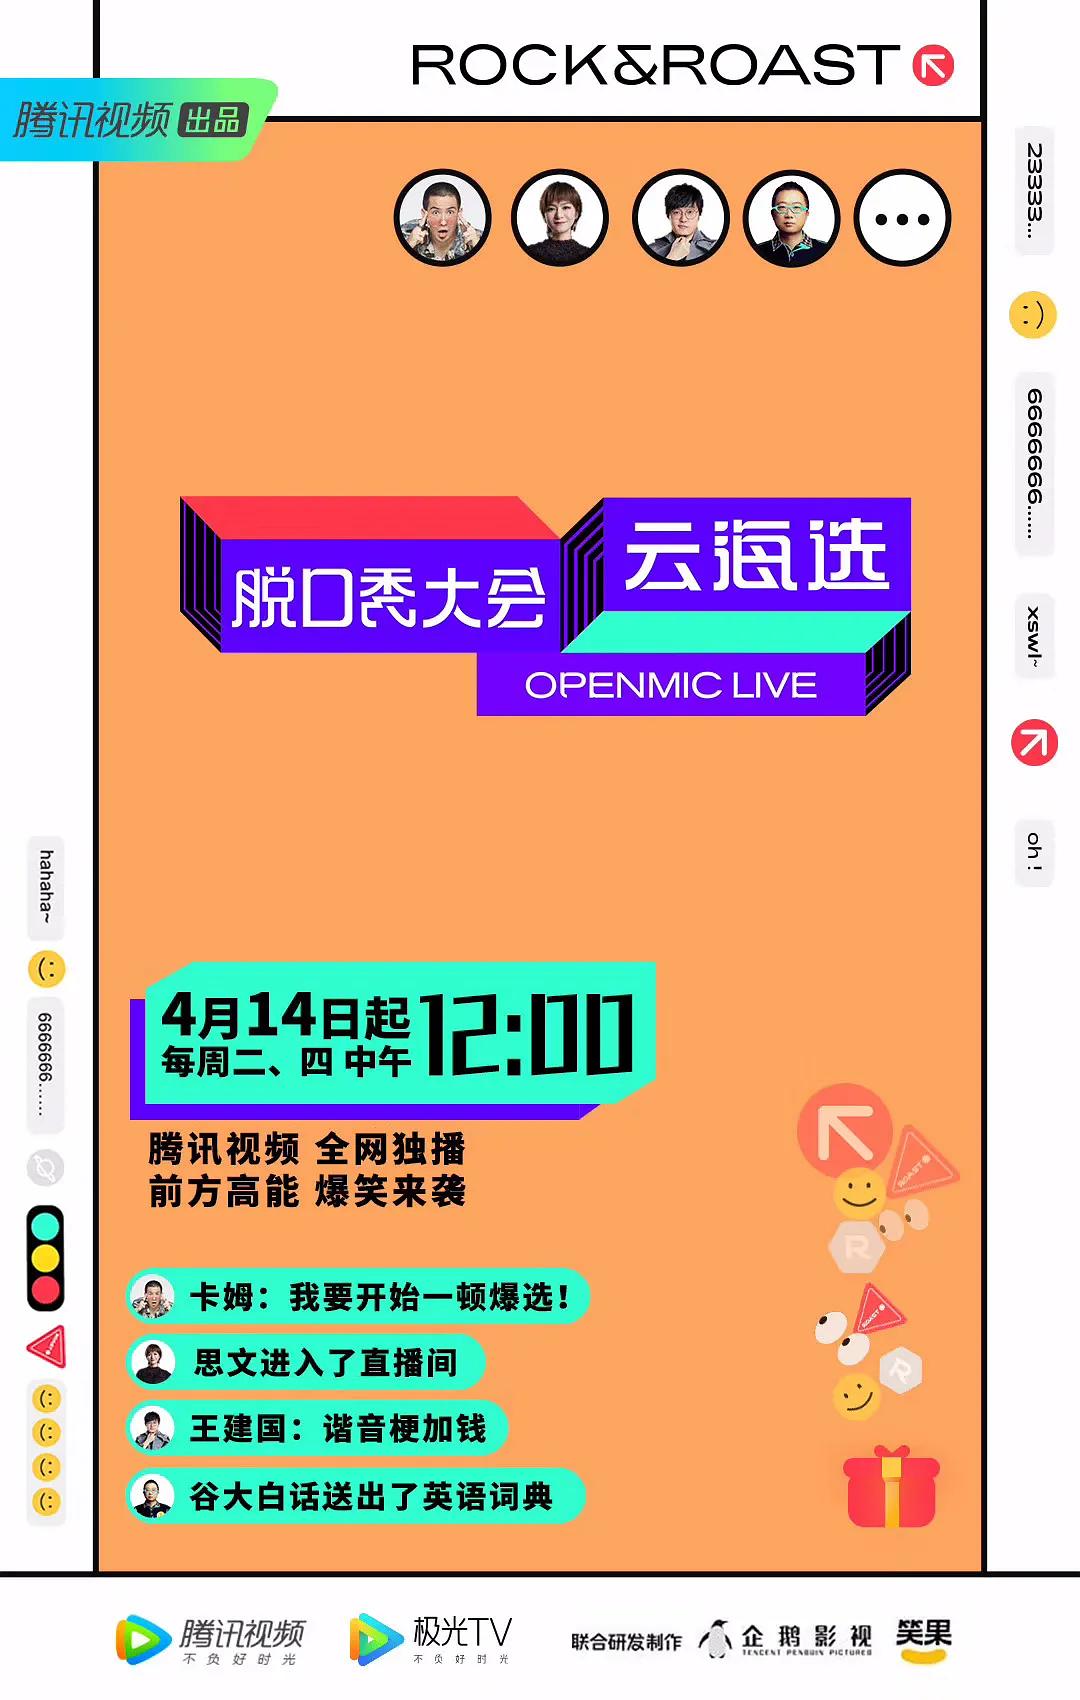 ROCK&ROAST
腾讯视频 出品
23333...
6666666......
xswl~
oh !
脱口秀大会
云海选
OPENMIC LIVE
hahaha~
6666666......
4月14日起
每周二、四 中午
12:00
腾讯视频 全网独播
前方高能 爆笑来袭
ROAST
R
ROAST
R
卡姆：我要开始一顿爆选！
思文进入了直播间
王建国：谐音梗加钱
谷大白话送出了英语词典
腾讯视频
不负好时光
极光TV
不负好时光
联合研发制作
企鹅影视
TENCENT PENGUIN PICTURES
笑果